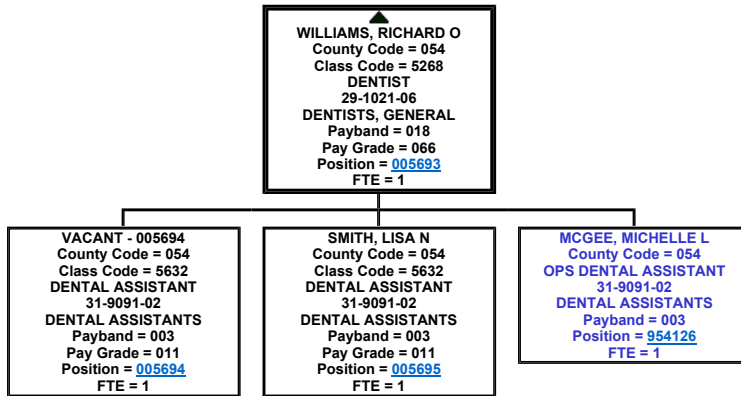 WILLIAMS, RICHARD O
County Code = 054
Class Code = 5268
DENTIST
29-1021-06
DENTISTS, GENERAL
Payband = 018
Pay Grade = 066
Position = 005693
FTE = 1
VACANT - 005694
County Code = 054
Class Code = 5632
DENTAL ASSISTANT
31-9091-02
DENTAL ASSISTANTS
Payband = 003
Pay Grade = 011
Position = 005694
FTE = 1
SMITH, LISA N
County Code = 054
Class Code = 5632
DENTAL ASSISTANT
31-9091-02
DENTAL ASSISTANTS
Payband = 003
Pay Grade = 011
Position = 005695
FTE = 1
MCGEE, MICHELLE L
County Code = 054
OPS DENTAL ASSISTANT
31-9091-02
DENTAL ASSISTANTS
Payband = 003
Position = 954126
FTE = 1